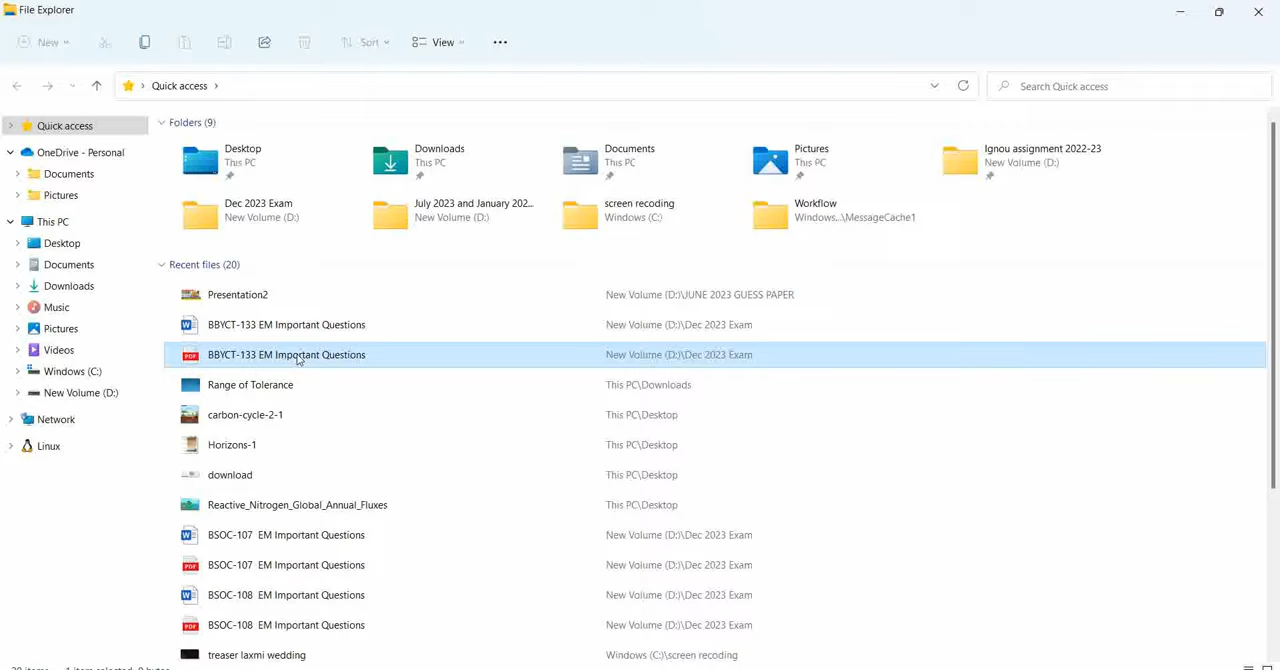 File Explorer
New
Sort
View
Quick access
Search Quick access
Quick access
OneDrive - Personal
Documents
Pictures
This PC
Desktop
Documents
Downloads
Music
Pictures
Videos
Windows (C:)
New Volume (D:)
Network
Linux
Folders (9)
Desktop
This PC
Downloads
This PC
Documents
This PC
Pictures
This PC
Ignou assignment 2022-23
New Volume (D:)
Dec 2023 Exam
New Volume (D:)
July 2023 and January 202...
New Volume (D:)
screen recoding
Windows (C:)
Workflow
Windows...\MessageCache1
Recent files (20)
Presentation2 New Volume (D:)\JUNE 2023 GUESS PAPER
BBYCT-133 EM Important Questions New Volume (D:)\Dec 2023 Exam
PDF BBYCT-133 EM Important Questions New Volume (D:)\Dec 2023 Exam
Range of Tolerance This PC\Downloads
carbon-cycle-2-1 This PC\Desktop
Horizons-1 This PC\Desktop
download This PC\Desktop
Reactive_Nitrogen_Global_Annual_Fluxes This PC\Desktop
BSOC-107 EM Important Questions New Volume (D:)\Dec 2023 Exam
PDF BSOC-107 EM Important Questions New Volume (D:)\Dec 2023 Exam
BSOC-108 EM Important Questions New Volume (D:)\Dec 2023 Exam
PDF BSOC-108 EM Important Questions New Volume (D:)\Dec 2023 Exam
treaser laxmi wedding Windows (C:)\screen recoding